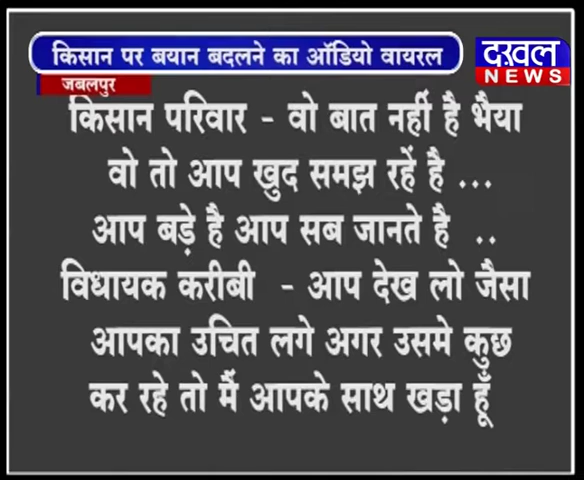 किसान पर बयान बदलने का ऑडियो वायरल
दख़ल
NEWS
जबलपुर
किसान परिवार - वो बात नहीं है भैया
वो तो आप खुद समझ रहें है ...
आप बड़े है आप सब जानते है ..
विधायक करीबी - आप देख लो जैसा
आपका उचित लगे अगर उसमे कुछ
कर रहे तो मैं आपके साथ खड़ा हूँ